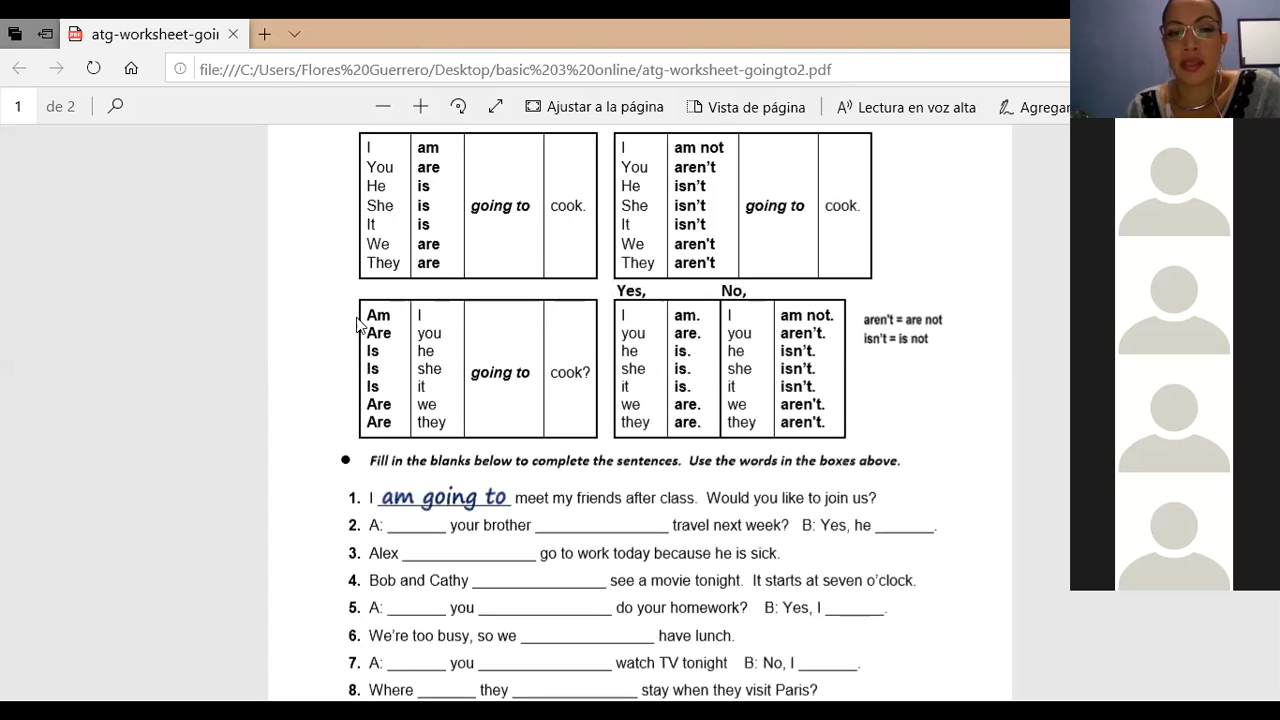 atg-worksheet-goin
file:///C:/Users/Flores%20Guerrero/Desktop/basic%203%20online/atg-worksheet-goingto2.pdf
1 de 2 Ajustar a la página Vista de página Lectura en voz alta Agregar
I am
You are
He is
She is going to cook.
It is
We are
They are
I am not
You aren’t
He isn’t
She isn’t going to cook.
It isn’t
We aren't
They aren't
Am I
Are you
Is he
Is she going to cook?
Is it
Are we
Are they
Yes, No,
I am. I am not.
you are. you aren’t.
he is. he isn’t.
she is. she isn’t.
it is. it isn’t.
we are. we aren't.
they are. they aren't.
aren't = are not
isn't = is not
● Fill in the blanks below to complete the sentences. Use the words in the boxes above.
1. I am going to meet my friends after class. Would you like to join us?
2. A: _______ your brother ________________ travel next week? B: Yes, he _______.
3. Alex ________________ go to work today because he is sick.
4. Bob and Cathy ________________ see a movie tonight. It starts at seven o’clock.
5. A: _______ you ________________ do your homework? B: Yes, I _______.
6. We’re too busy, so we ________________ have lunch.
7. A: _______ you ________________ watch TV tonight B: No, I _______.
8. Where _______ they _______________ stay when they visit Paris?